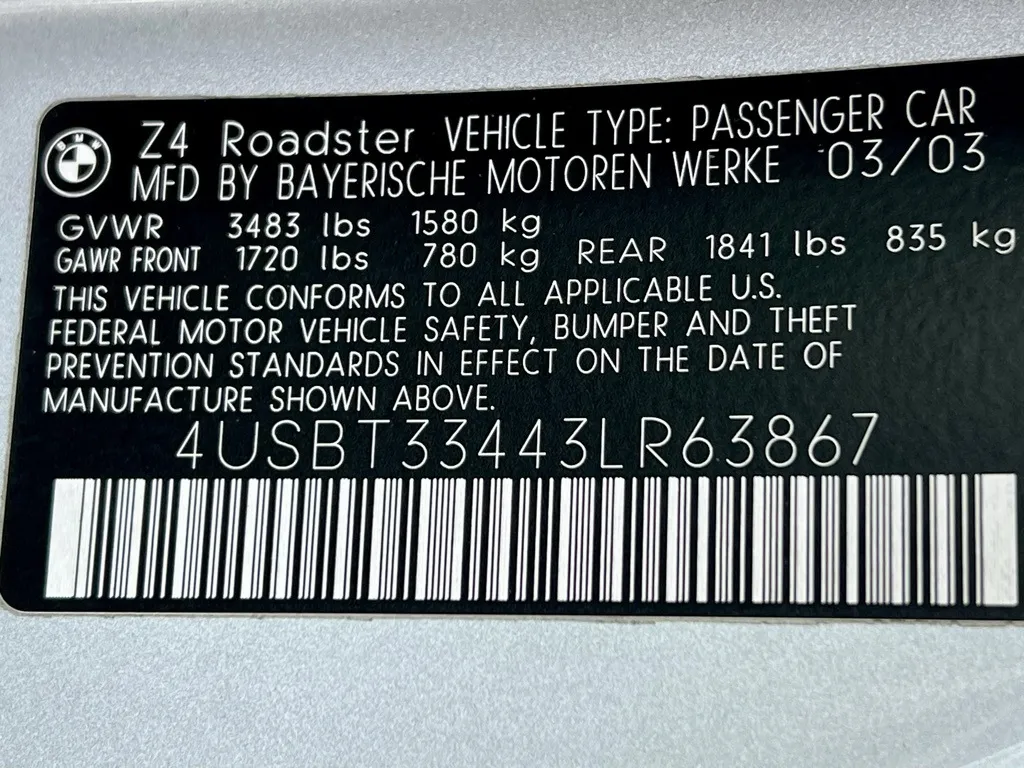 BMW
Z4 Roadster VEHICLE TYPE: PASSENGER CAR
MFD BY BAYERISCHE MOTOREN WERKE 03/03
GVWR 3483 lbs 1580 kg
GAWR FRONT 1720 lbs 780 kg REAR 1841 lbs 835 kg
THIS VEHICLE CONFORMS TO ALL APPLICABLE U.S.
FEDERAL MOTOR VEHICLE SAFETY, BUMPER AND THEFT
PREVENTION STANDARDS IN EFFECT ON THE DATE OF
MANUFACTURE SHOWN ABOVE.
4USBT33443LR63867